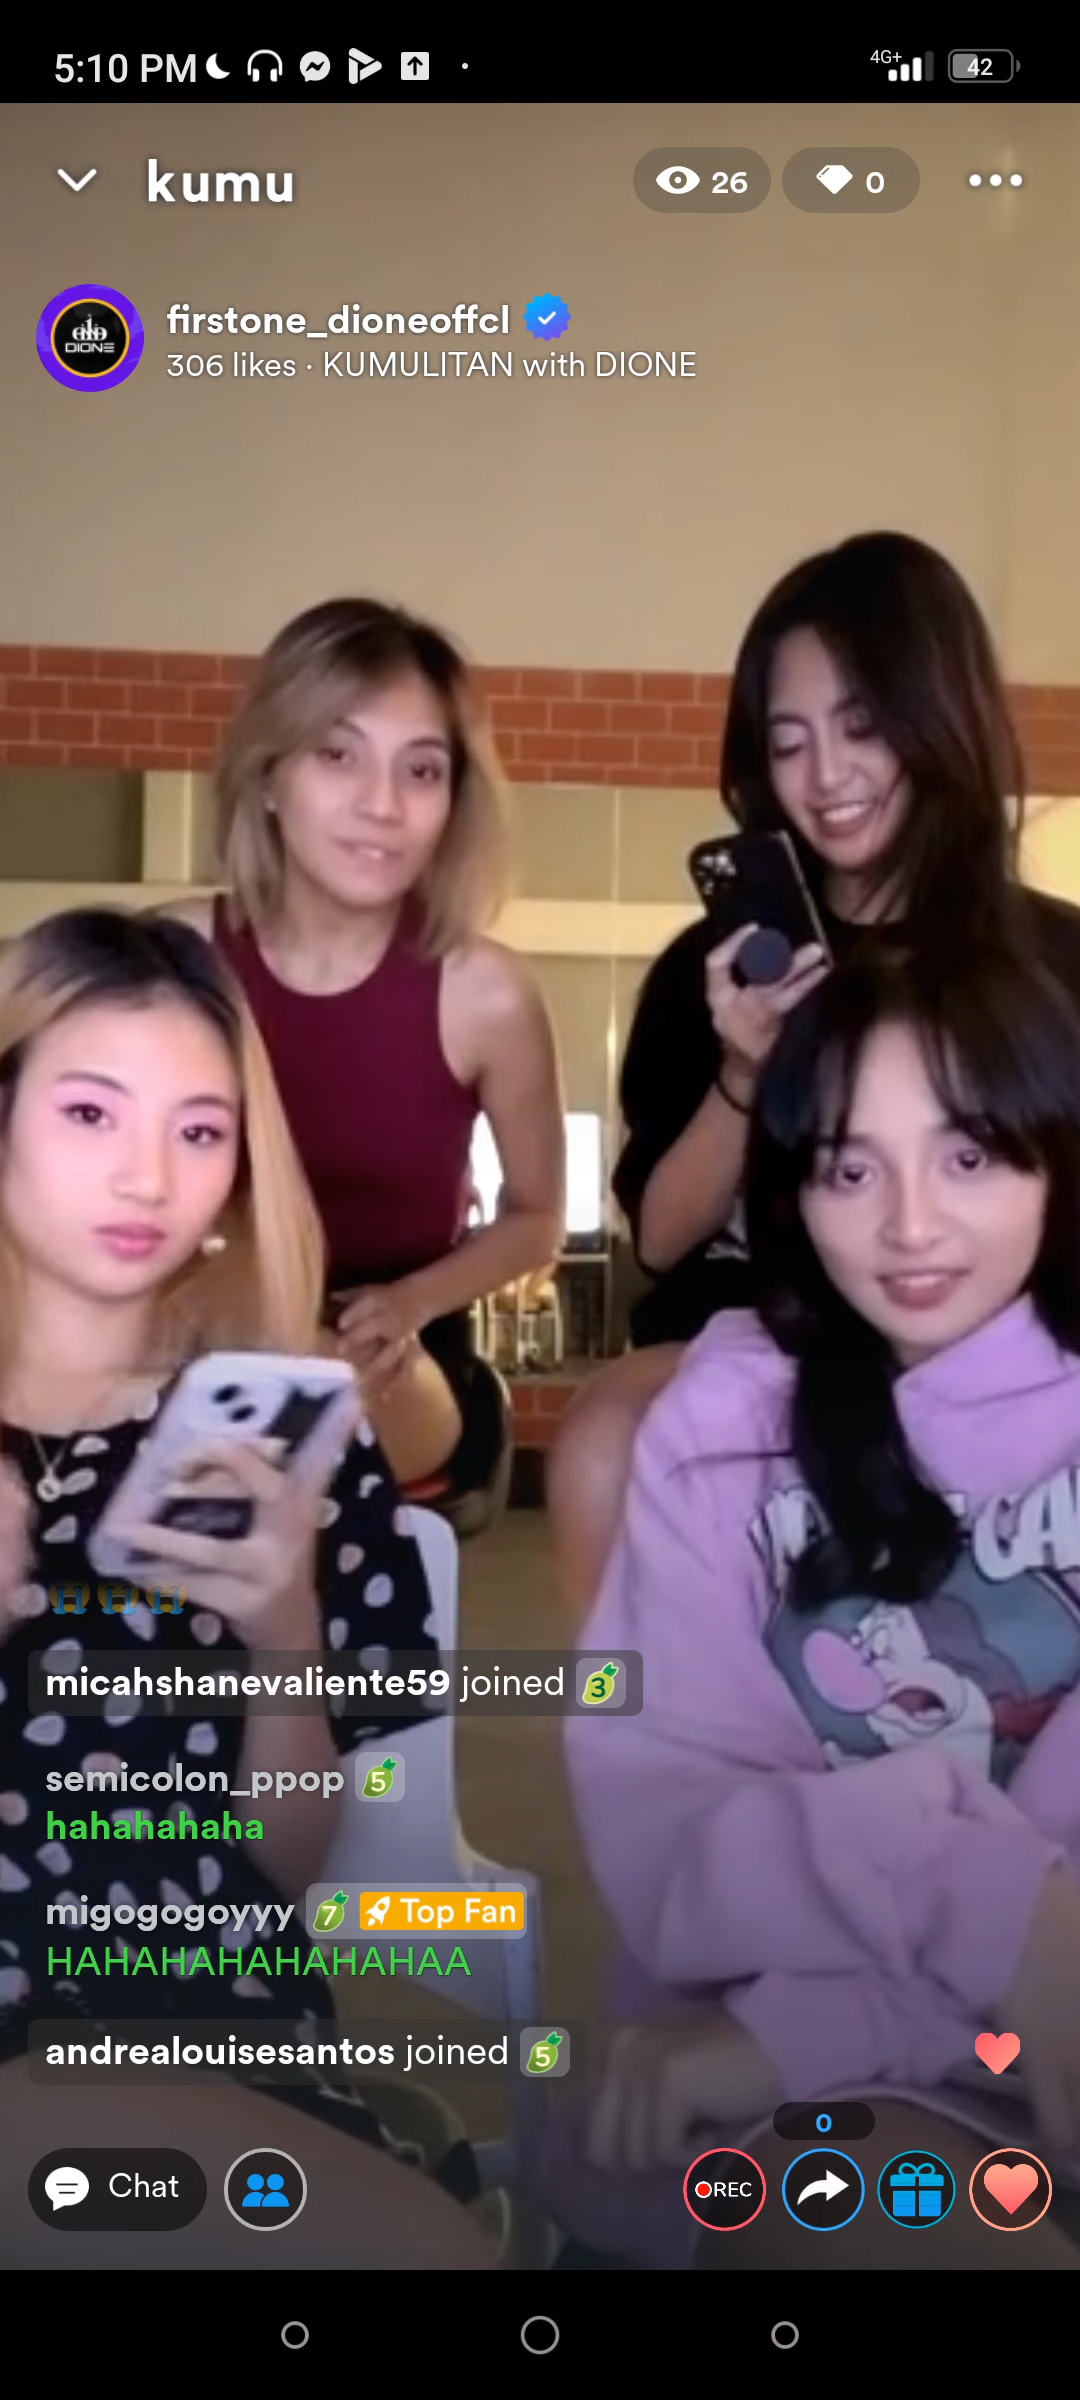 5:10 PM
4G+
42
kumu
26
0
DIONE
firstone_dioneoffcl
306 likes · KUMULITAN with DIONE
micahshanevaliente59 joined 3
semicolon_ppop 5
hahahahaha
migogogoyyy 7 Top Fan
HAHAHAHAHAHAHAA
andrealouisesantos joined 5
0
Chat
REC